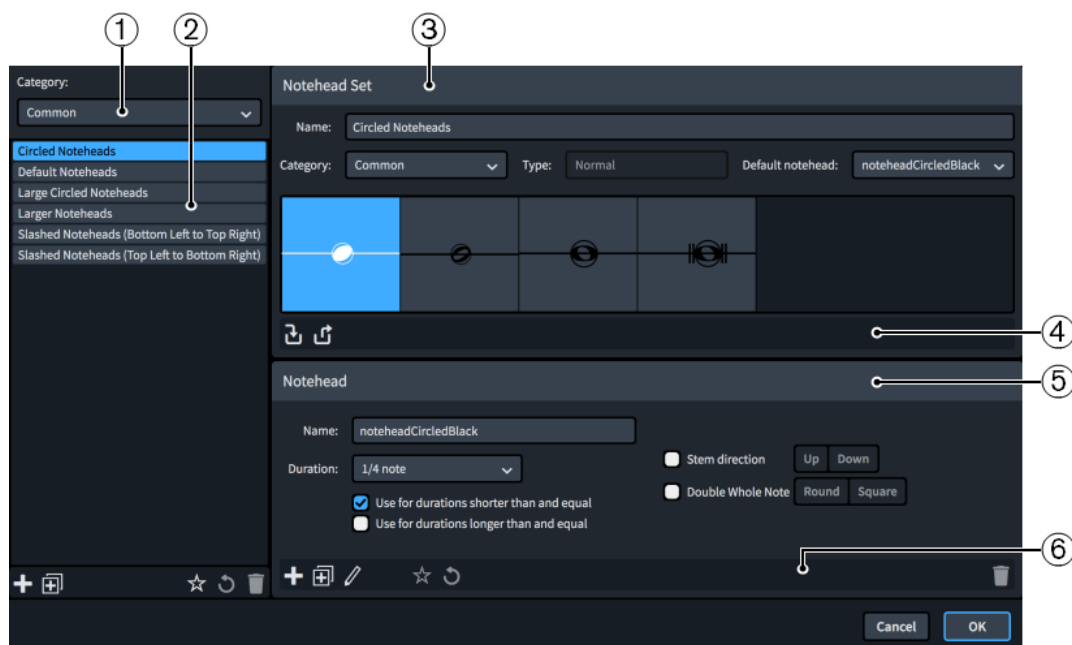 1
2
3
Category:
Common
Circled Noteheads
Default Noteheads
Large Circled Noteheads
Larger Noteheads
Slashed Noteheads (Bottom Left to Top Right)
Slashed Noteheads (Top Left to Bottom Right)
Notehead Set
Name: Circled Noteheads
Category: Common Type: Normal Default notehead: noteheadCircledBlack
4
Notehead
5
Name: noteheadCircledBlack
Duration: 1/4 note
Use for durations shorter than and equal
Use for durations longer than and equal
Stem direction Up Down
Double Whole Note Round Square
6
Cancel OK